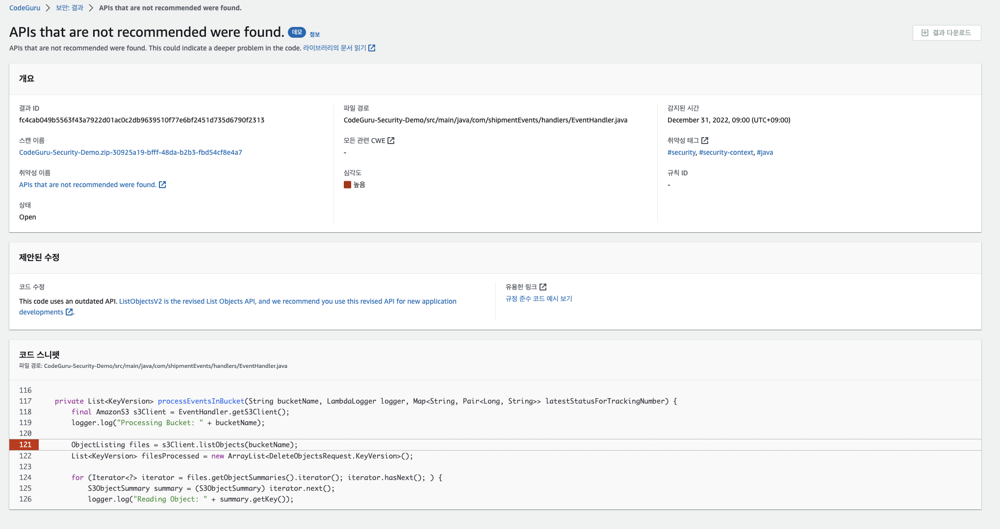 CodeGuru > 보안: 결과 > APIs that are not recommended were found.
APIs that are not recommended were found. 데모 정보
결과 다운로드
APIs that are not recommended were found. This could indicate a deeper problem in the code. 라이브러리의 문서 읽기
개요
결과 ID
fc4cab049b5563f43a7922d01ac0c2db9639510f77e6bf2451d735d6790f2313
스캔 이름
CodeGuru-Security-Demo.zip-30925a19-bfff-48da-b2b3-fbd54cf8e4a7
취약성 이름
APIs that are not recommended were found.
상태
Open
파일 경로
CodeGuru-Security-Demo/src/main/java/com/shipmentEvents/handlers/EventHandler.java
모든 관련 CWE
-
심각도
높음
감지된 시간
December 31, 2022, 09:00 (UTC+09:00)
취약성 태그
#security, #security-context, #java
규칙 ID
-
제안된 수정
코드 수정
This code uses an outdated API. ListObjectsV2 is the revised List Objects API, and we recommend you use this revised API for new application
developments.
유용한 링크
규정 준수 코드 예시 보기
코드 스니펫
파일 경로: CodeGuru-Security-Demo/src/main/java/com/shipmentEvents/handlers/EventHandler.java
116
117 private List<KeyVersion> processEventsInBucket(String bucketName, LambdaLogger logger, Map<String, Pair<Long, String>> latestStatusForTrackingNumber) {
118 final AmazonS3 s3Client = EventHandler.getS3Client();
119 logger.log("Processing Bucket: " + bucketName);
120
121 ObjectListing files = s3Client.listObjects(bucketName);
122 List<KeyVersion> filesProcessed = new ArrayList<DeleteObjectsRequest.KeyVersion>();
123
124 for (Iterator<?> iterator = files.getObjectSummaries().iterator(); iterator.hasNext(); ) {
125 S3ObjectSummary summary = (S3ObjectSummary) iterator.next();
126 logger.log("Reading Object: " + summary.getKey());